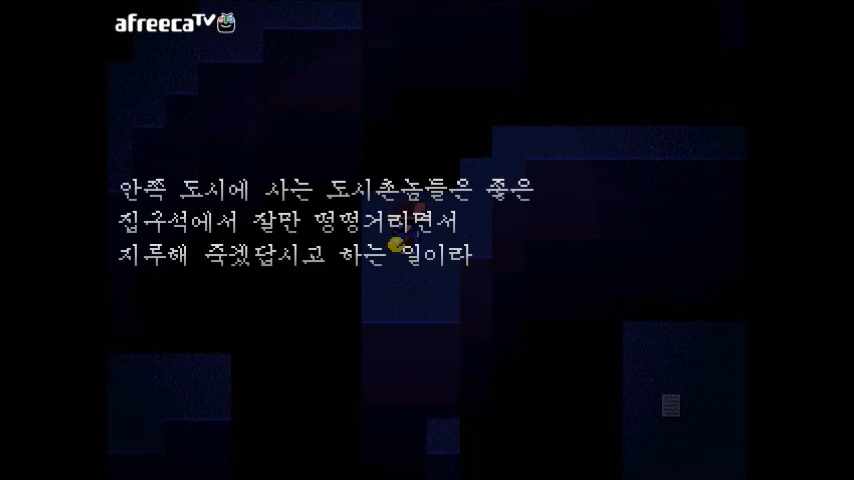 afreecaTV
안쪽 도시에 사는 도시촌놈들은 좋은
집구석에서 잘만 떵떵거리면서
지루해 죽겠답시고 하는 일이라